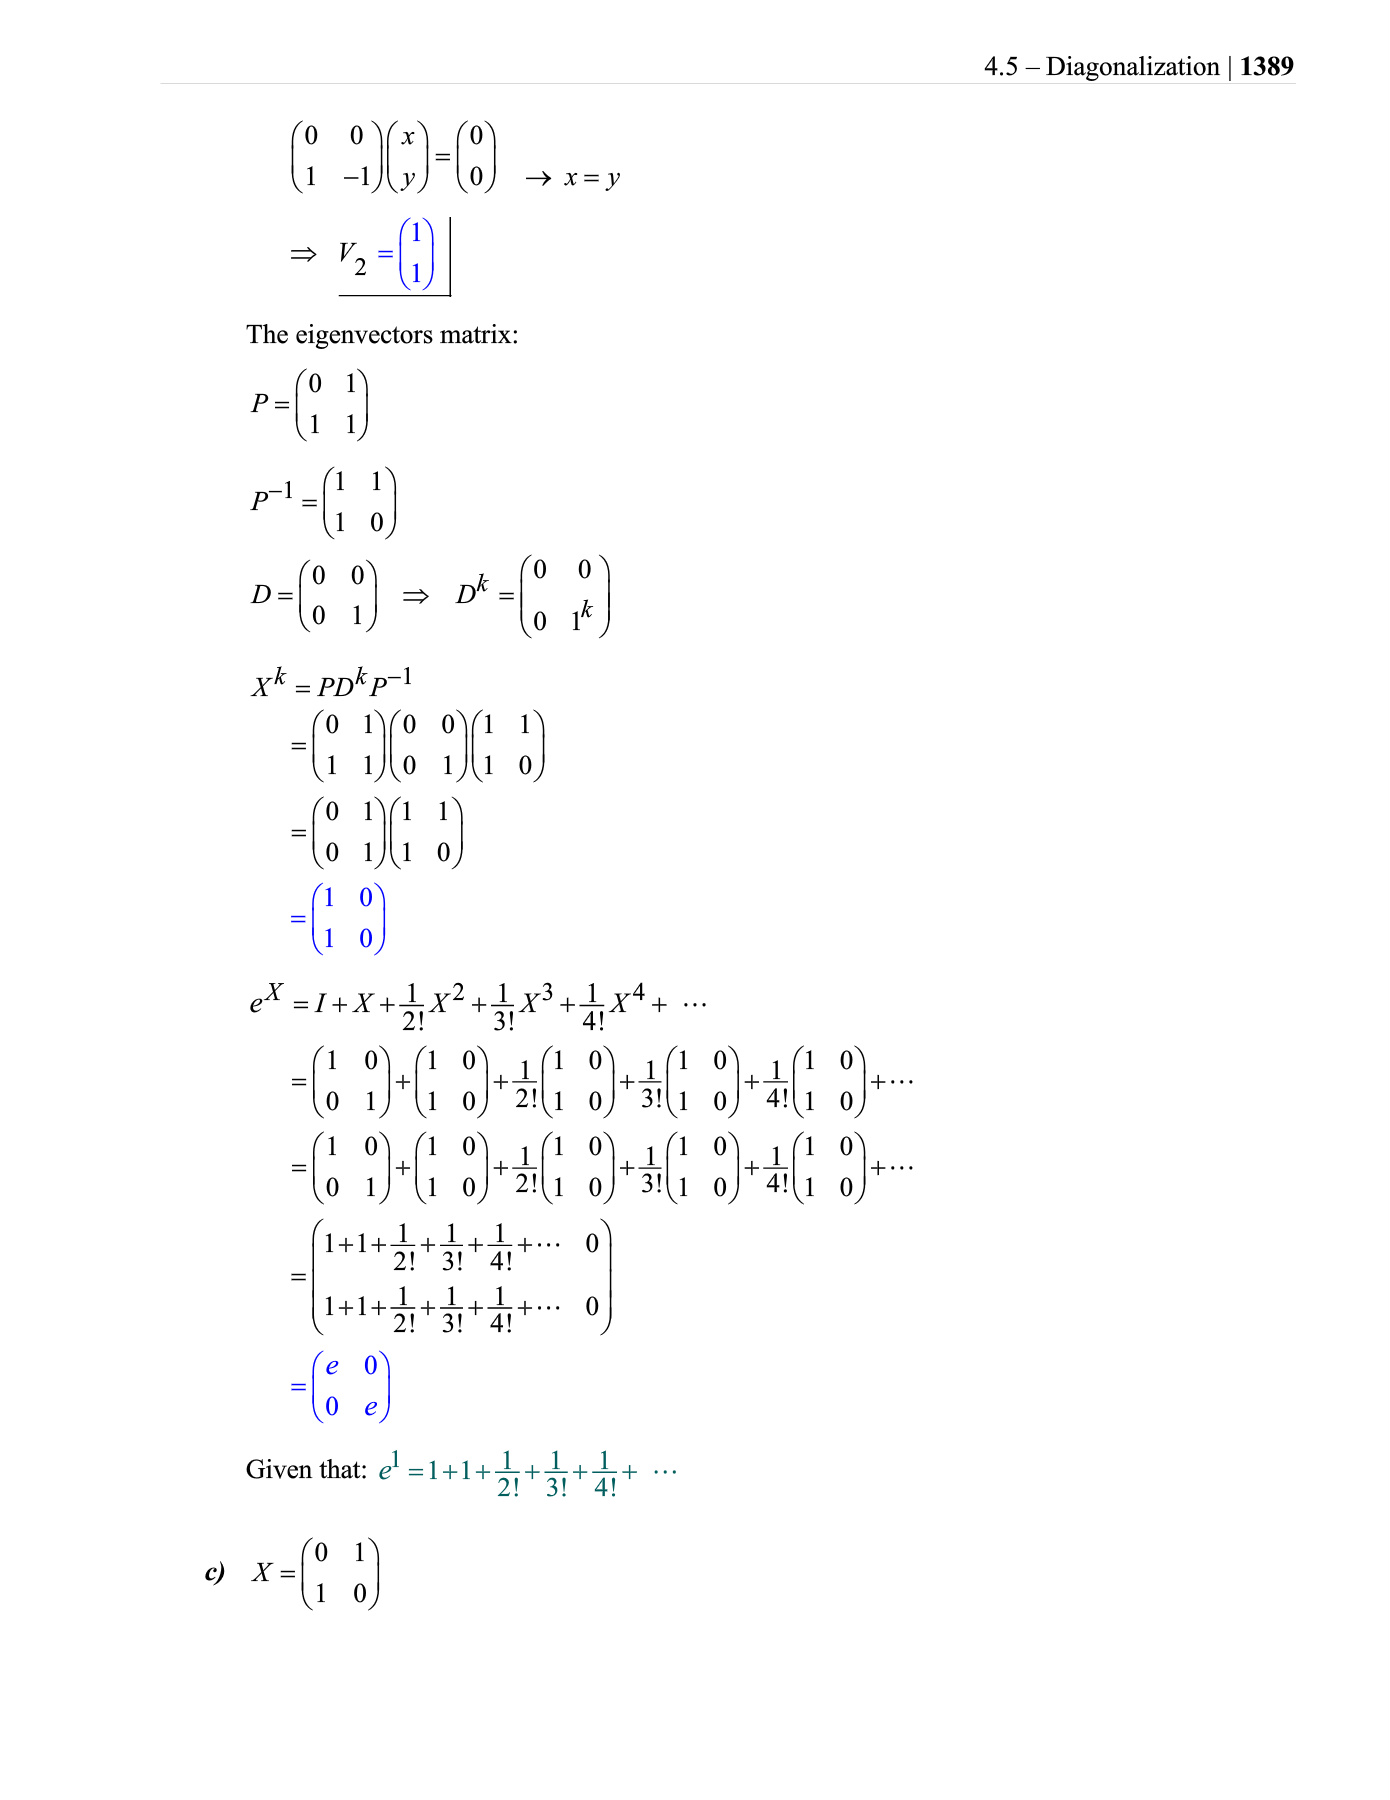 4.5 – Diagonalization | 1389
\begin{pmatrix} 0 & 0 \\ 1 & -1 \end{pmatrix} \begin{pmatrix} x \\ y \end{pmatrix} = \begin{pmatrix} 0 \\ 0 \end{pmatrix} → x = y
⇒ V_2 = \begin{pmatrix} 1 \\ 1 \end{pmatrix}
The eigenvectors matrix:
P = \begin{pmatrix} 0 & 1 \\ 1 & 1 \end{pmatrix}
P^{-1} = \begin{pmatrix} 1 & 1 \\ 1 & 0 \end{pmatrix}
D = \begin{pmatrix} 0 & 0 \\ 0 & 1 \end{pmatrix} ⇒ D^k = \begin{pmatrix} 0 & 0 \\ 0 & 1^k \end{pmatrix}
X^k = PD^kP^{-1}
= \begin{pmatrix} 0 & 1 \\ 1 & 1 \end{pmatrix} \begin{pmatrix} 0 & 0 \\ 0 & 1 \end{pmatrix} \begin{pmatrix} 1 & 1 \\ 1 & 0 \end{pmatrix}
= \begin{pmatrix} 0 & 1 \\ 0 & 1 \end{pmatrix} \begin{pmatrix} 1 & 1 \\ 1 & 0 \end{pmatrix}
= \begin{pmatrix} 1 & 0 \\ 1 & 0 \end{pmatrix}
e^X = I + X + \frac{1}{2!}X^2 + \frac{1}{3!}X^3 + \frac{1}{4!}X^4 + ⋯
= \begin{pmatrix} 1 & 0 \\ 0 & 1 \end{pmatrix} + \begin{pmatrix} 1 & 0 \\ 1 & 0 \end{pmatrix} + \frac{1}{2!}\begin{pmatrix} 1 & 0 \\ 1 & 0 \end{pmatrix} + \frac{1}{3!}\begin{pmatrix} 1 & 0 \\ 1 & 0 \end{pmatrix} + \frac{1}{4!}\begin{pmatrix} 1 & 0 \\ 1 & 0 \end{pmatrix} + ⋯
= \begin{pmatrix} 1 & 0 \\ 0 & 1 \end{pmatrix} + \begin{pmatrix} 1 & 0 \\ 1 & 0 \end{pmatrix} + \frac{1}{2!}\begin{pmatrix} 1 & 0 \\ 1 & 0 \end{pmatrix} + \frac{1}{3!}\begin{pmatrix} 1 & 0 \\ 1 & 0 \end{pmatrix} + \frac{1}{4!}\begin{pmatrix} 1 & 0 \\ 1 & 0 \end{pmatrix} + ⋯
= \begin{pmatrix} 1+1+\frac{1}{2!}+\frac{1}{3!}+\frac{1}{4!}+⋯ & 0 \\ 1+1+\frac{1}{2!}+\frac{1}{3!}+\frac{1}{4!}+⋯ & 0 \end{pmatrix}
= \begin{pmatrix} e & 0 \\ 0 & e \end{pmatrix}
Given that: e^1 = 1+1+\frac{1}{2!}+\frac{1}{3!}+\frac{1}{4!}+ ⋯
c) X = \begin{pmatrix} 0 & 1 \\ 1 & 0 \end{pmatrix}